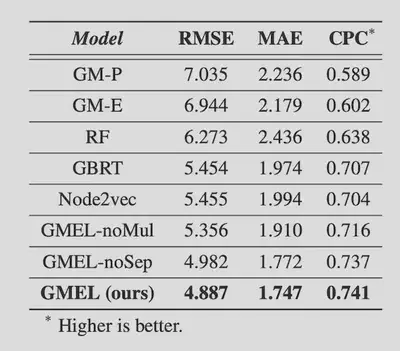 Model RMSE MAE CPC*
GM-P 7.035 2.236 0.589
GM-E 6.944 2.179 0.602
RF 6.273 2.436 0.638
GBRT 5.454 1.974 0.707
Node2vec 5.455 1.994 0.704
GMEL-noMul 5.356 1.910 0.716
GMEL-noSep 4.982 1.772 0.737
GMEL (ours) 4.887 1.747 0.741
* Higher is better.